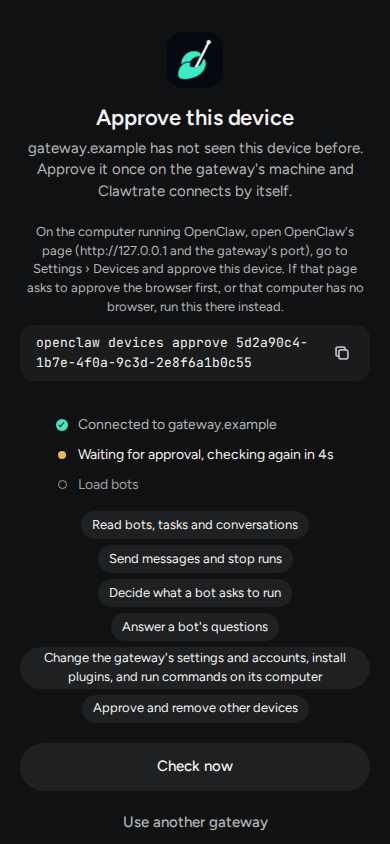 Approve this device
gateway.example has not seen this device before.
Approve it once on the gateway's machine and
Clawtrate connects by itself.
On the computer running OpenClaw, open OpenClaw's
page (http://127.0.0.1 and the gateway's port), go to
Settings › Devices and approve this device. If that page
asks to approve the browser first, or that computer has no
browser, run this there instead.
openclaw devices approve 5d2a90c4-
1b7e-4f0a-9c3d-2e8f6a1b0c55
Connected to gateway.example
Waiting for approval, checking again in 4s
Load bots
Read bots, tasks and conversations
Send messages and stop runs
Decide what a bot asks to run
Answer a bot's questions
Change the gateway's settings and accounts, install
plugins, and run commands on its computer
Approve and remove other devices
Check now
Use another gateway